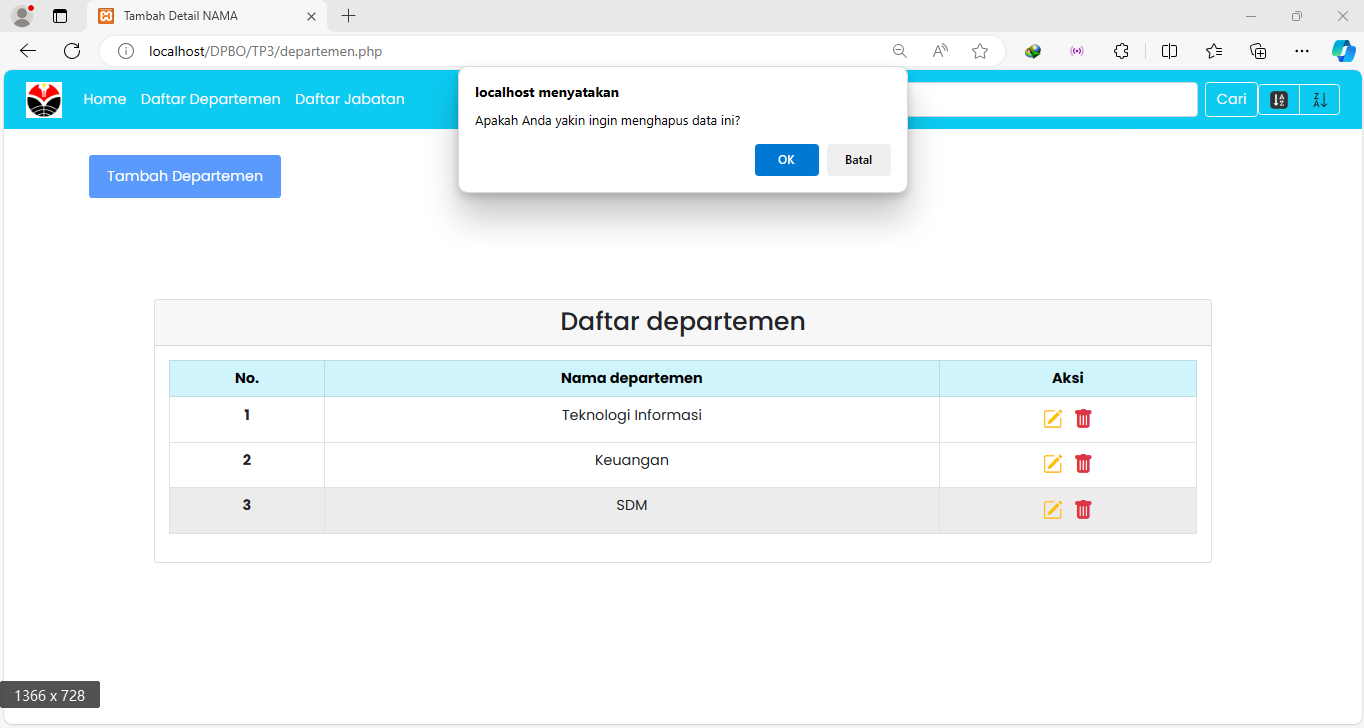 Tambah Detail NAMA
localhost/DPBO/TP3/departemen.php
Home Daftar Departemen Daftar Jabatan
Cari
localhost menyatakan
Apakah Anda yakin ingin menghapus data ini?
OK Batal
Tambah Departemen
Daftar departemen
No. Nama departemen Aksi
1 Teknologi Informasi
2 Keuangan
3 SDM
1366 x 728